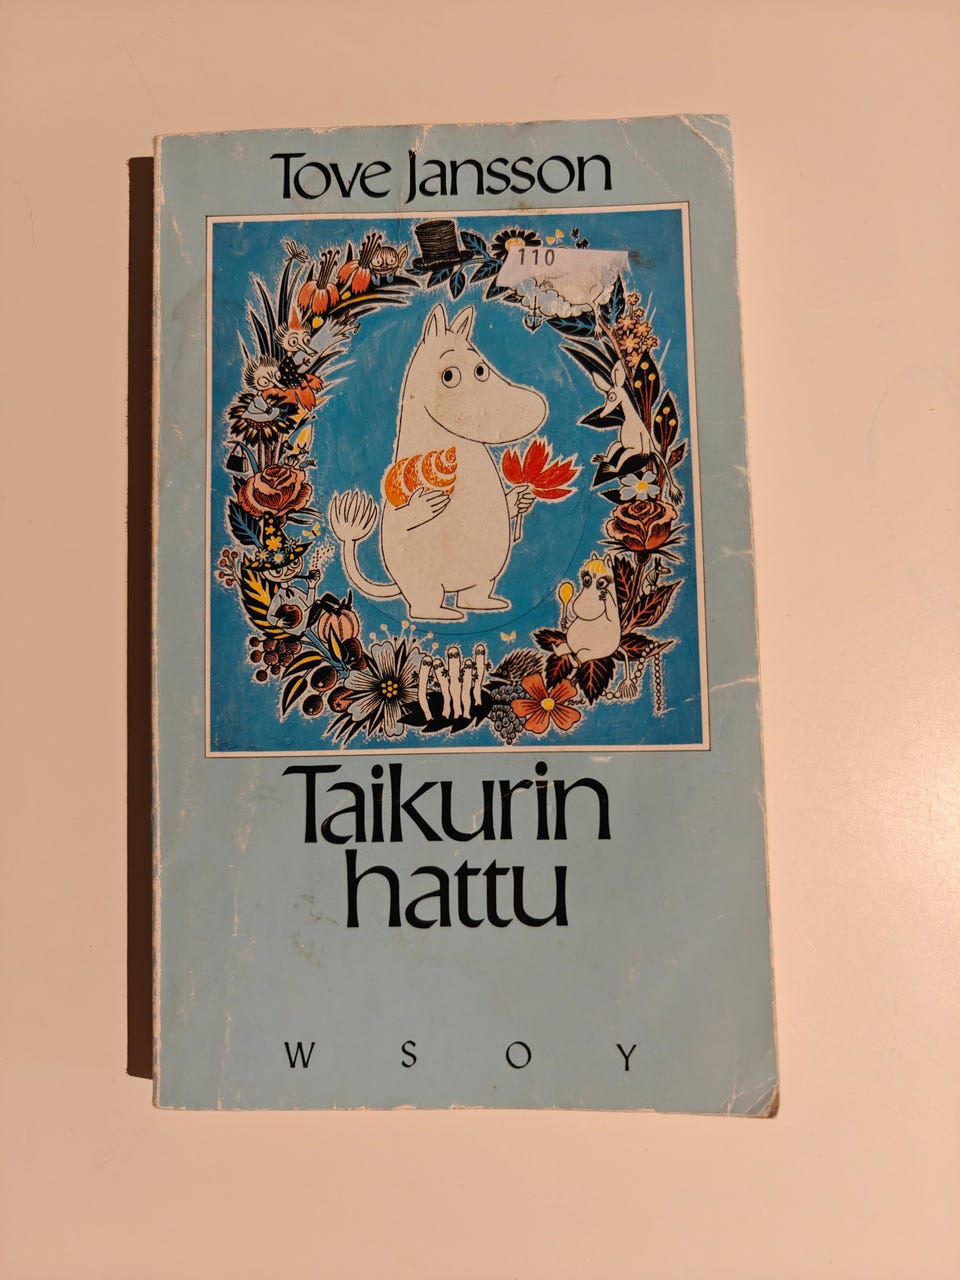 Tove Jansson
110
Taikurin
hattu
W S O Y